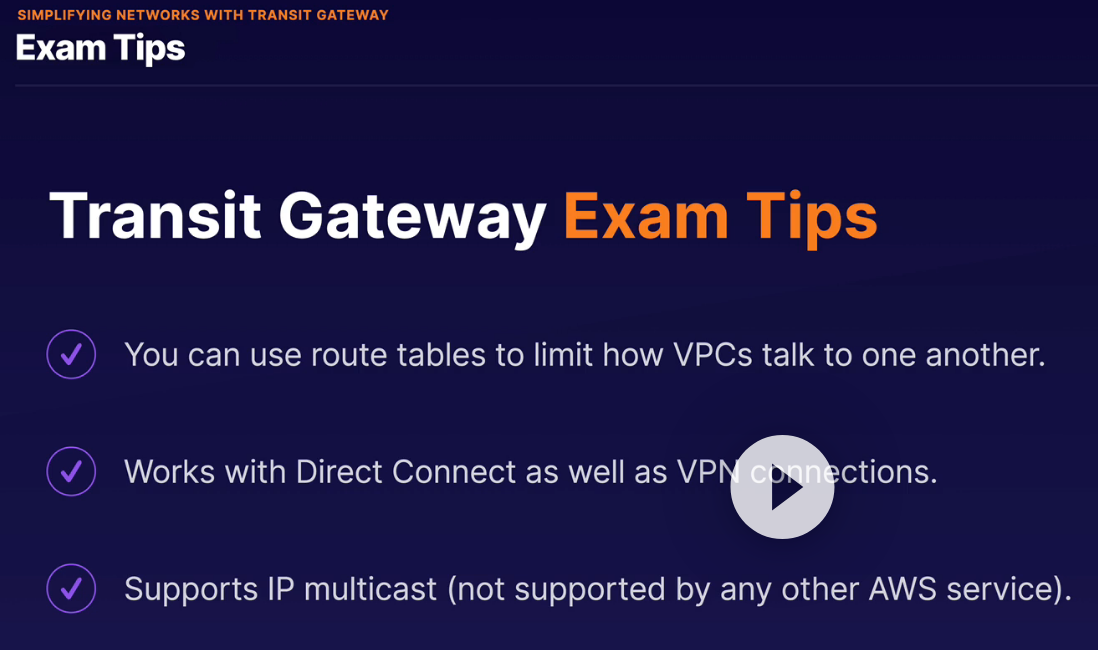 SIMPLIFYING NETWORKS WITH TRANSIT GATEWAY
Exam Tips
Transit Gateway Exam Tips
You can use route tables to limit how VPCs talk to one another.
Works with Direct Connect as well as VPN connections.
Supports IP multicast (not supported by any other AWS service).